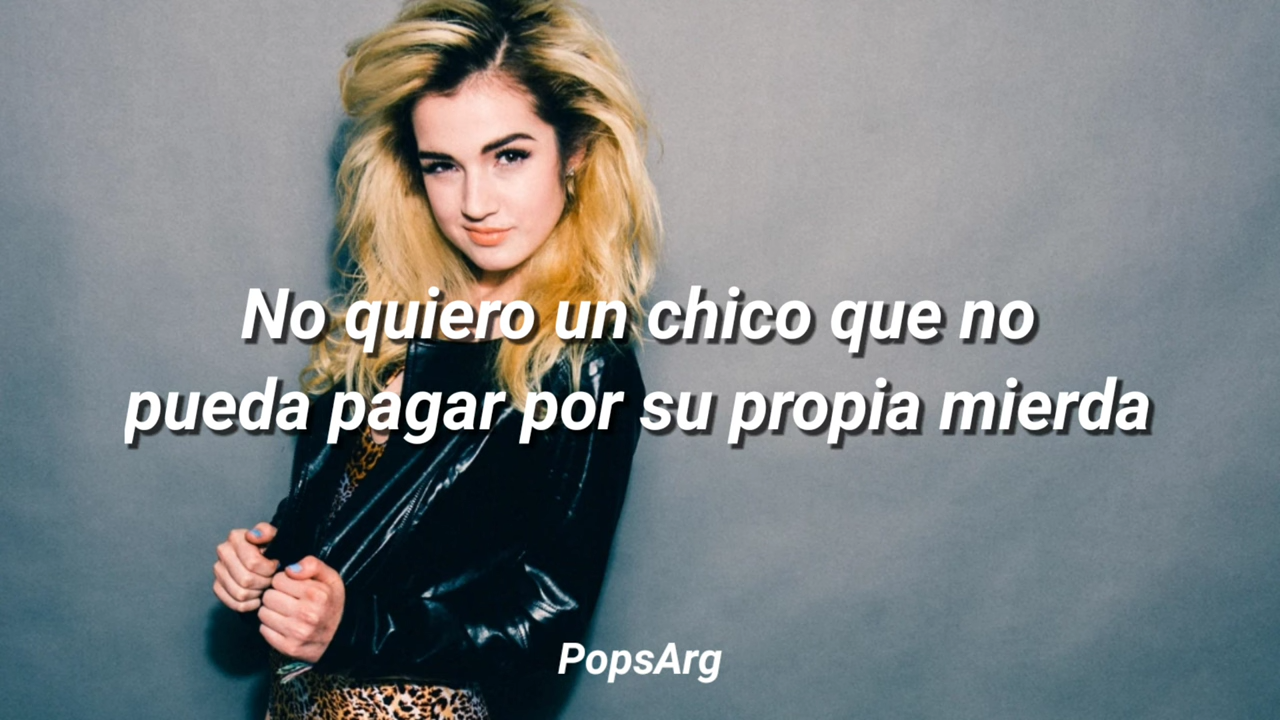 No quiero un chico que no
pueda pagar por su propia mierda
PopsArg